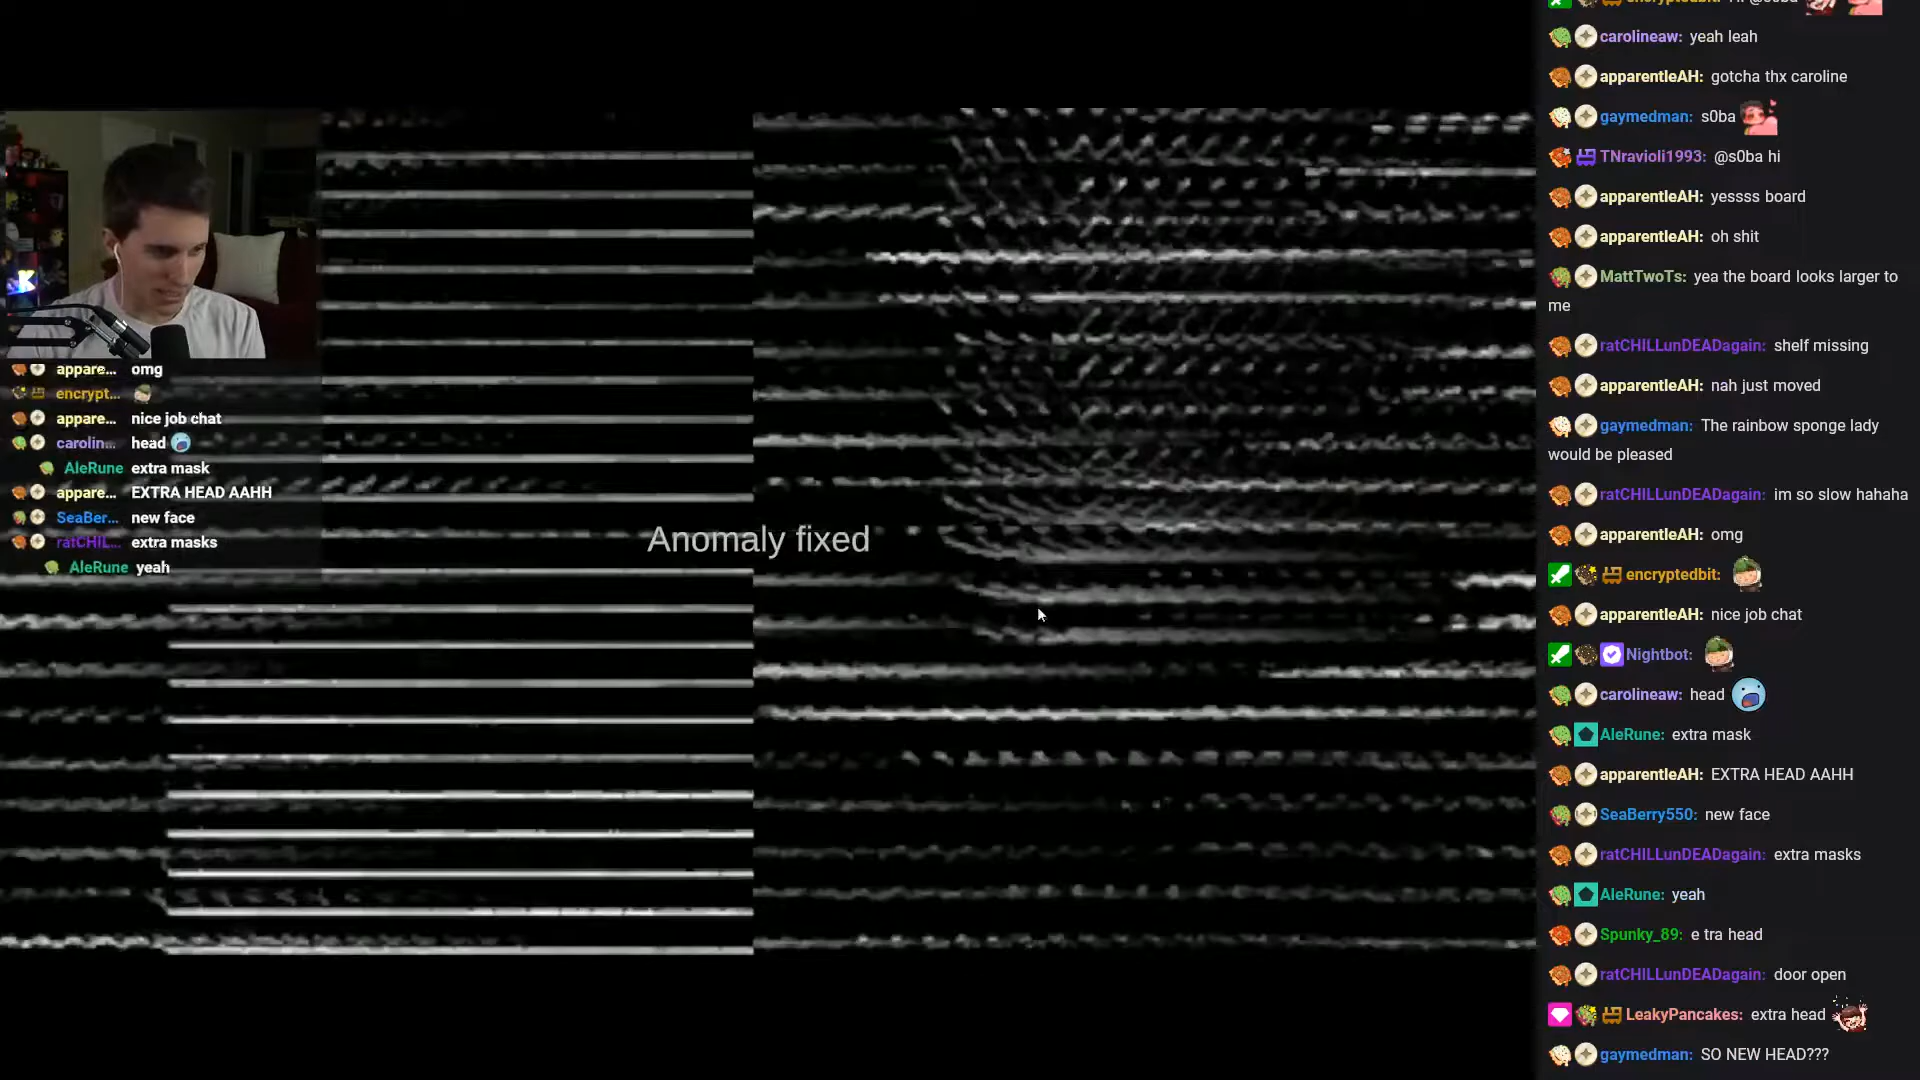 appare... omg
encrypt...
appare... nice job chat
carolin... head
AleRune extra mask
appare... EXTRA HEAD AAHH
SeaBer... new face
ratCHIL... extra masks
AleRune yeah
Anomaly fixed
encryptedbit: Hi @s0ba
carolineaw: yeah leah
apparentleAH: gotcha thx caroline
gaymedman: s0ba
TNravioli1993: @s0ba hi
apparentleAH: yessss board
apparentleAH: oh shit
MattTwoTs: yea the board looks larger to
me
ratCHILLunDEADagain: shelf missing
apparentleAH: nah just moved
gaymedman: The rainbow sponge lady
would be pleased
ratCHILLunDEADagain: im so slow hahaha
apparentleAH: omg
encryptedbit:
apparentleAH: nice job chat
Nightbot:
carolineaw: head
AleRune: extra mask
apparentleAH: EXTRA HEAD AAHH
SeaBerry550: new face
ratCHILLunDEADagain: extra masks
AleRune: yeah
Spunky_89: e tra head
ratCHILLunDEADagain: door open
LeakyPancakes: extra head
gaymedman: SO NEW HEAD???